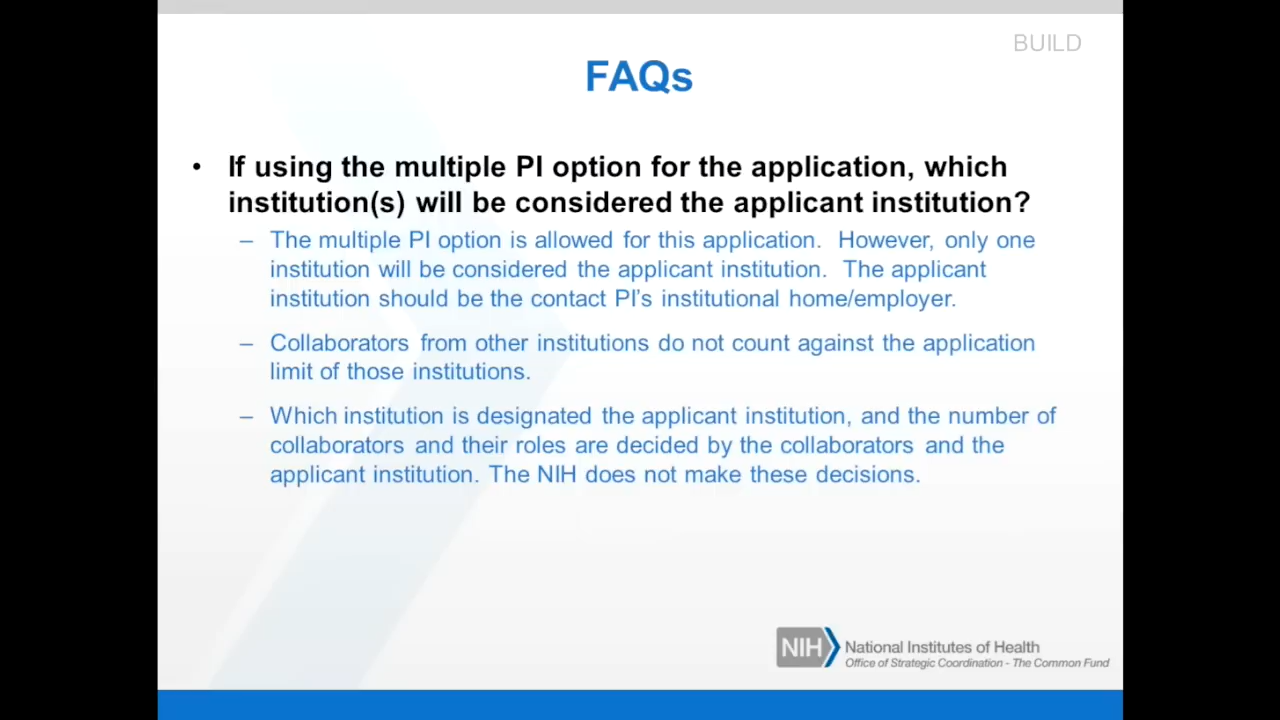 BUILD
FAQs
• If using the multiple PI option for the application, which
institution(s) will be considered the applicant institution?
– The multiple PI option is allowed for this application. However, only one
institution will be considered the applicant institution. The applicant
institution should be the contact PI’s institutional home/employer.
– Collaborators from other institutions do not count against the application
limit of those institutions.
– Which institution is designated the applicant institution, and the number of
collaborators and their roles are decided by the collaborators and the
applicant institution. The NIH does not make these decisions.
NIH National Institutes of Health
Office of Strategic Coordination - The Common Fund